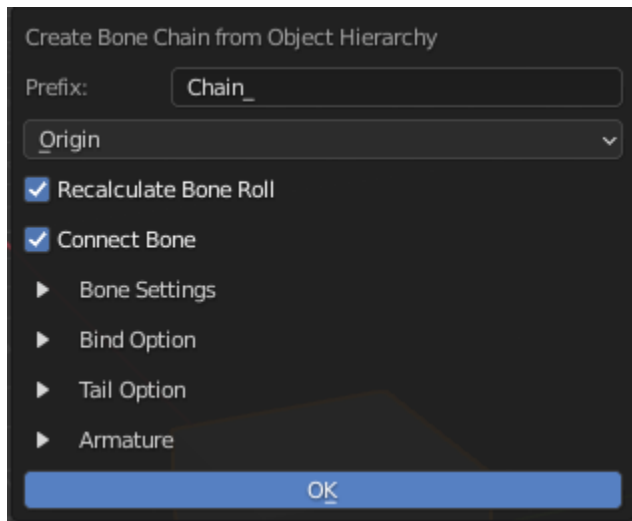 Create Bone Chain from Object Hierarchy
Prefix: Chain_
Origin
Recalculate Bone Roll
Connect Bone
Bone Settings
Bind Option
Tail Option
Armature
OK